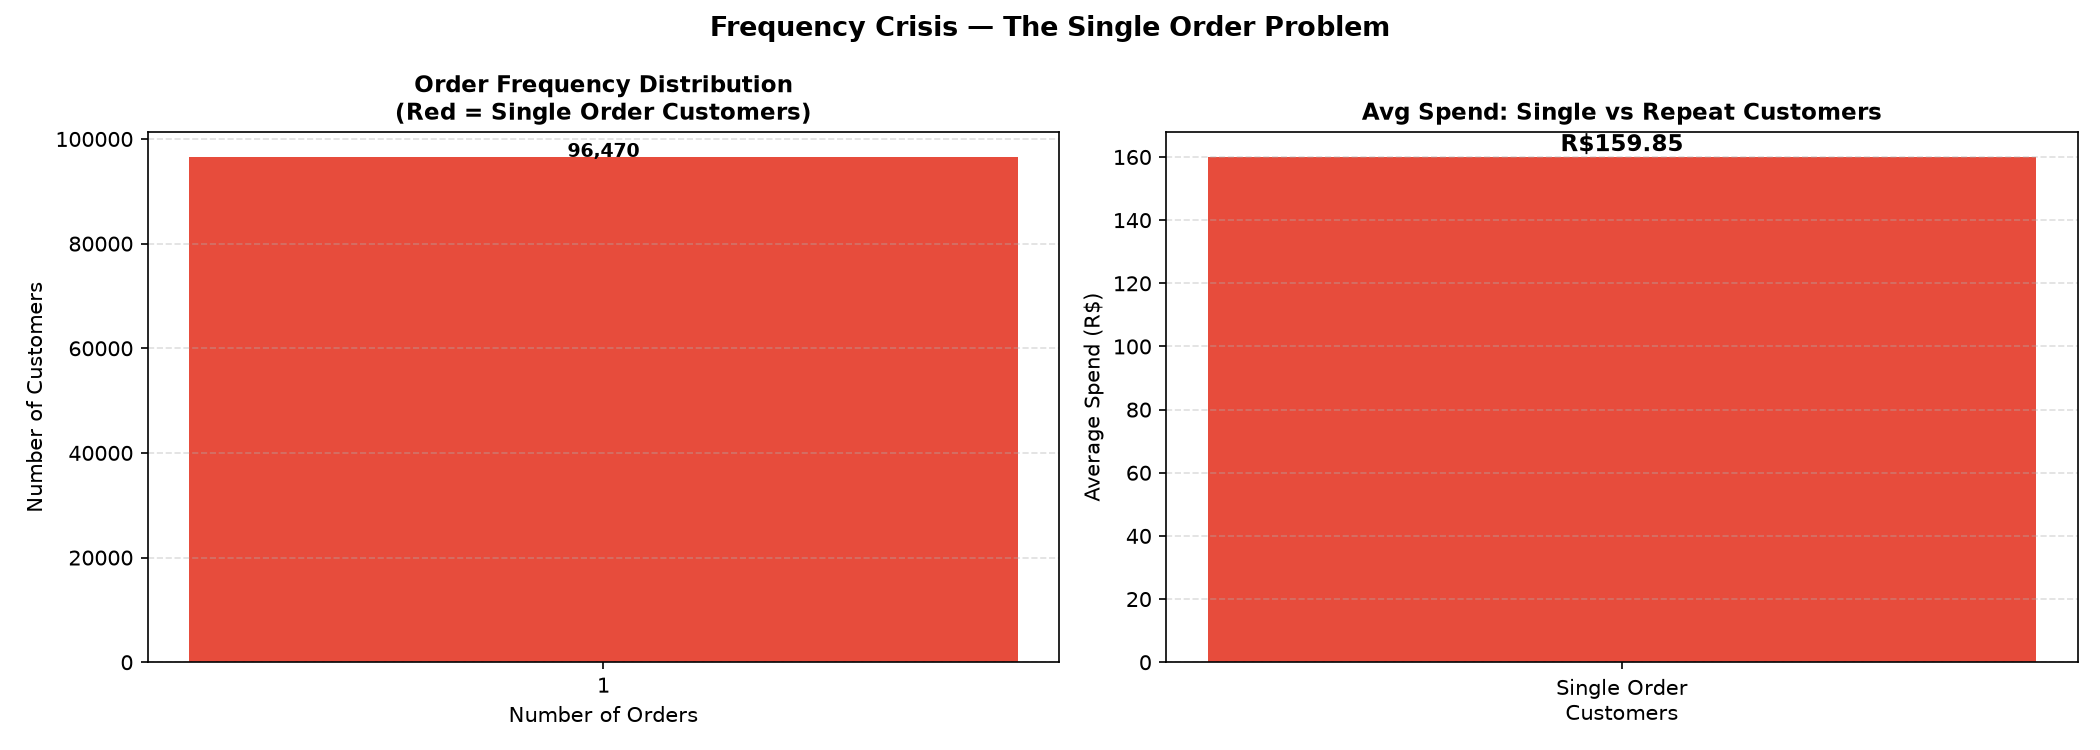 Frequency Crisis — The Single Order Problem
Order Frequency Distribution
(Red = Single Order Customers)
100000
80000
60000
40000
20000
0
Number of Customers
96,470
1
Number of Orders
Avg Spend: Single vs Repeat Customers
R$159.85
160
140
120
100
80
60
40
20
0
Average Spend (R$)
Single Order
Customers